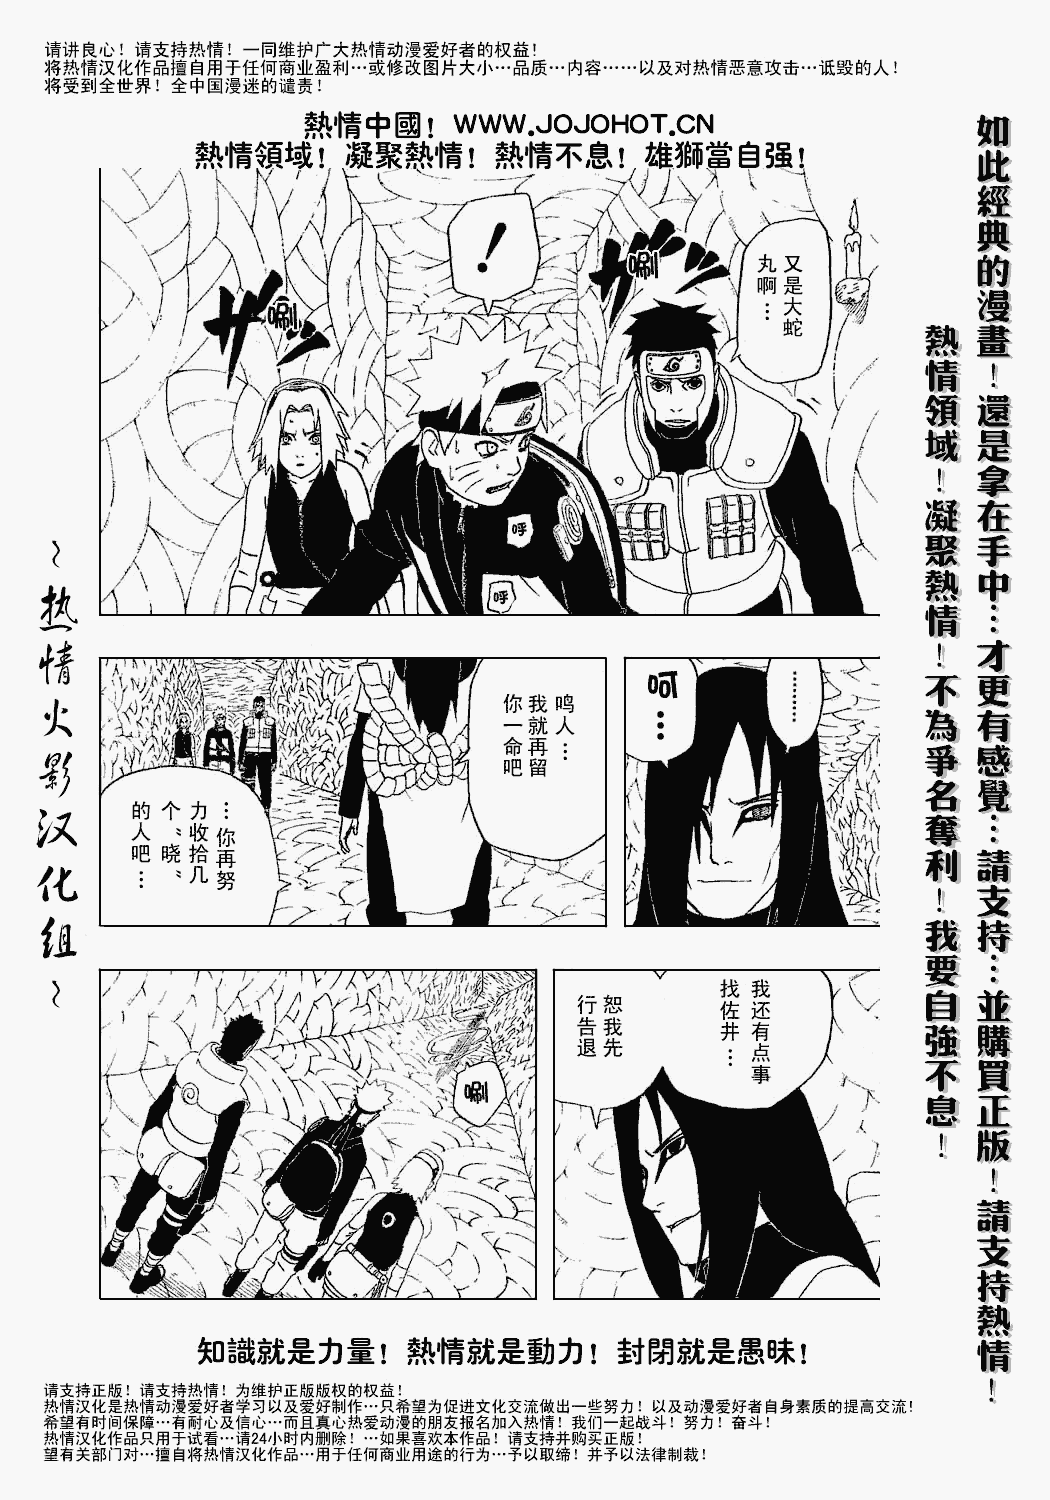 请讲良心！请支持热情！一同维护广大热情动漫爱好者的权益！
将热情汉化作品擅自用于任何商业盈利…或修改图片大小…品质…内容……以及对热情恶意攻击…诋毁的人！
将受到全世界！全中国漫迷的谴责！
熱情中國！WWW.JOJOHOT.CN
熱情領域！凝聚熱情！熱情不息！雄獅當自强！
如此經典的漫畫！還是拿在手中…才更有感覺…請支持…並購買正版！請支持熱情！
熱情領域！凝聚熱情！不為爭名奪利！我要自強不息！
~热情火影汉化组~
又是大蛇
丸啊…
！
唰
唰
呼
呼
………
呵
…
鸣人…
我就再留
你一命吧
…你再努
力收拾几
个“晓”
的人吧…
我还有点事
找佐井…
恕我先
行告退
唰
知識就是力量！熱情就是動力！封閉就是愚昧！
请支持正版！请支持热情！为维护正版版权的权益！
热情汉化是热情动漫爱好者学习以及爱好制作…只希望为促进文化交流做出一些努力！以及动漫爱好者自身素质的提高交流！
希望有时间保障…有耐心及信心…而且真心热爱动漫的朋友报名加入热情！我们一起战斗！努力！奋斗！
热情汉化作品只用于试看…请24小时内删除！…如果喜欢本作品！请支持并购买正版！
望有关部门对…擅自将热情汉化作品…用于任何商业用途的行为…予以取缔！并予以法律制裁！